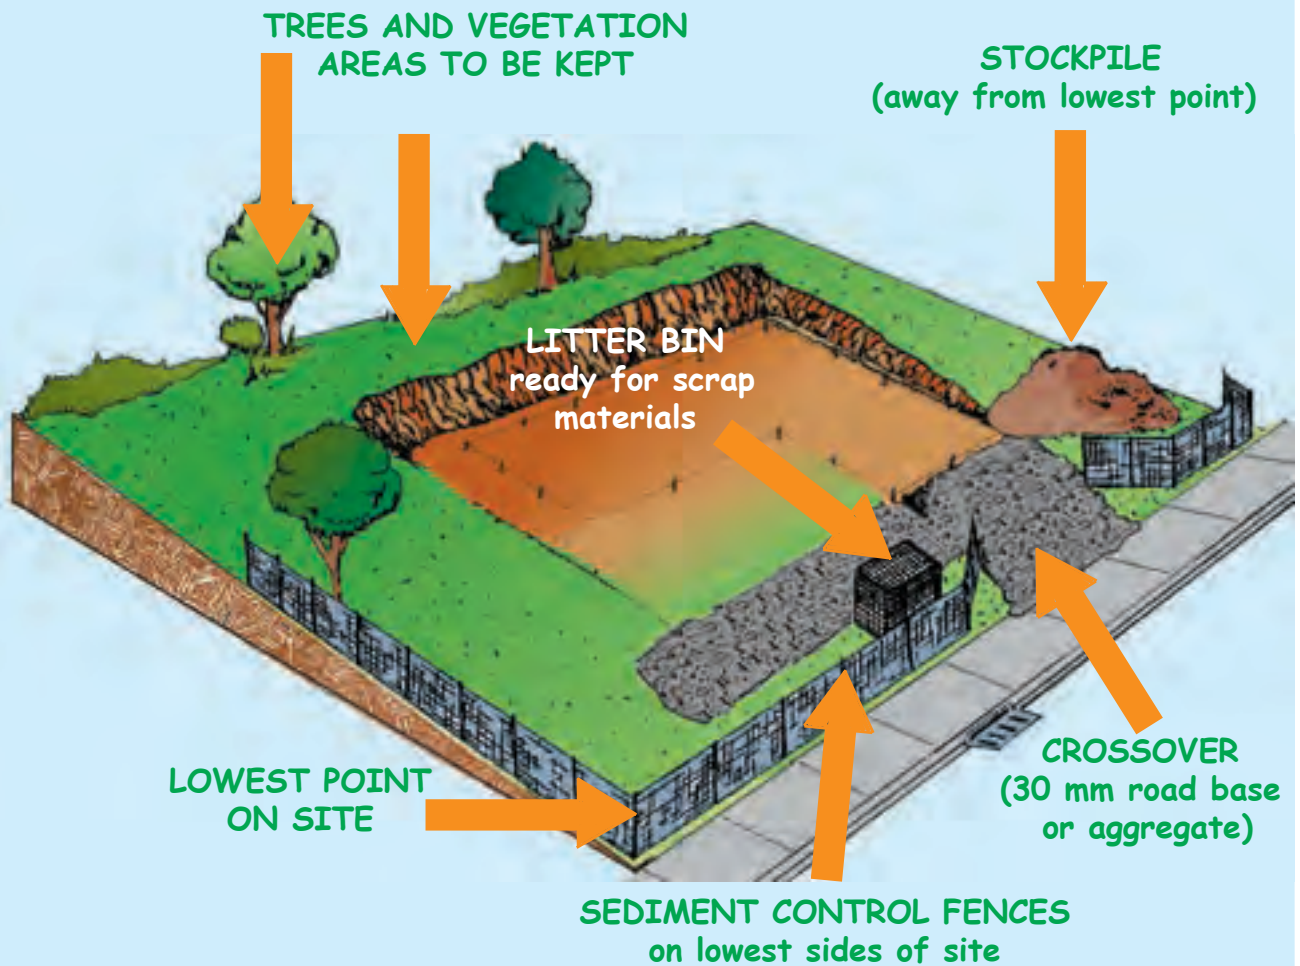 TREES AND VEGETATION
AREAS TO BE KEPT
STOCKPILE
(away from lowest point)
LITTER BIN
ready for scrap
materials
LOWEST POINT
ON SITE
CROSSOVER
(30 mm road base
or aggregate)
SEDIMENT CONTROL FENCES
on lowest sides of site